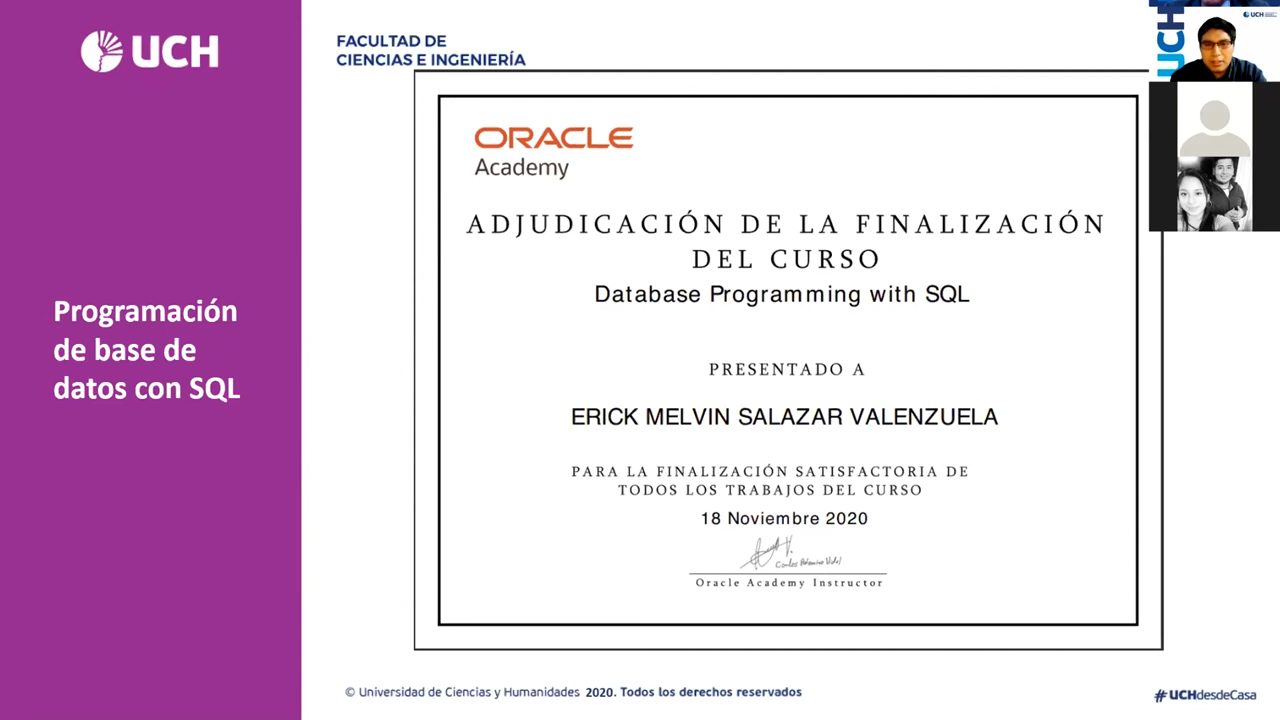 UCH
FACULTAD DE
CIENCIAS E INGENIERÍA
Programación
de base de
datos con SQL
ORACLE
Academy
ADJUDICACIÓN DE LA FINALIZACIÓN
DEL CURSO
Database Programming with SQL
PRESENTADO A
ERICK MELVIN SALAZAR VALENZUELA
PARA LA FINALIZACIÓN SATISFACTORIA DE
TODOS LOS TRABAJOS DEL CURSO
18 Noviembre 2020
Oracle Academy Instructor
© Universidad de Ciencias y Humanidades 2020. Todos los derechos reservados
#UCHdesdeCasa
UCH
UCH